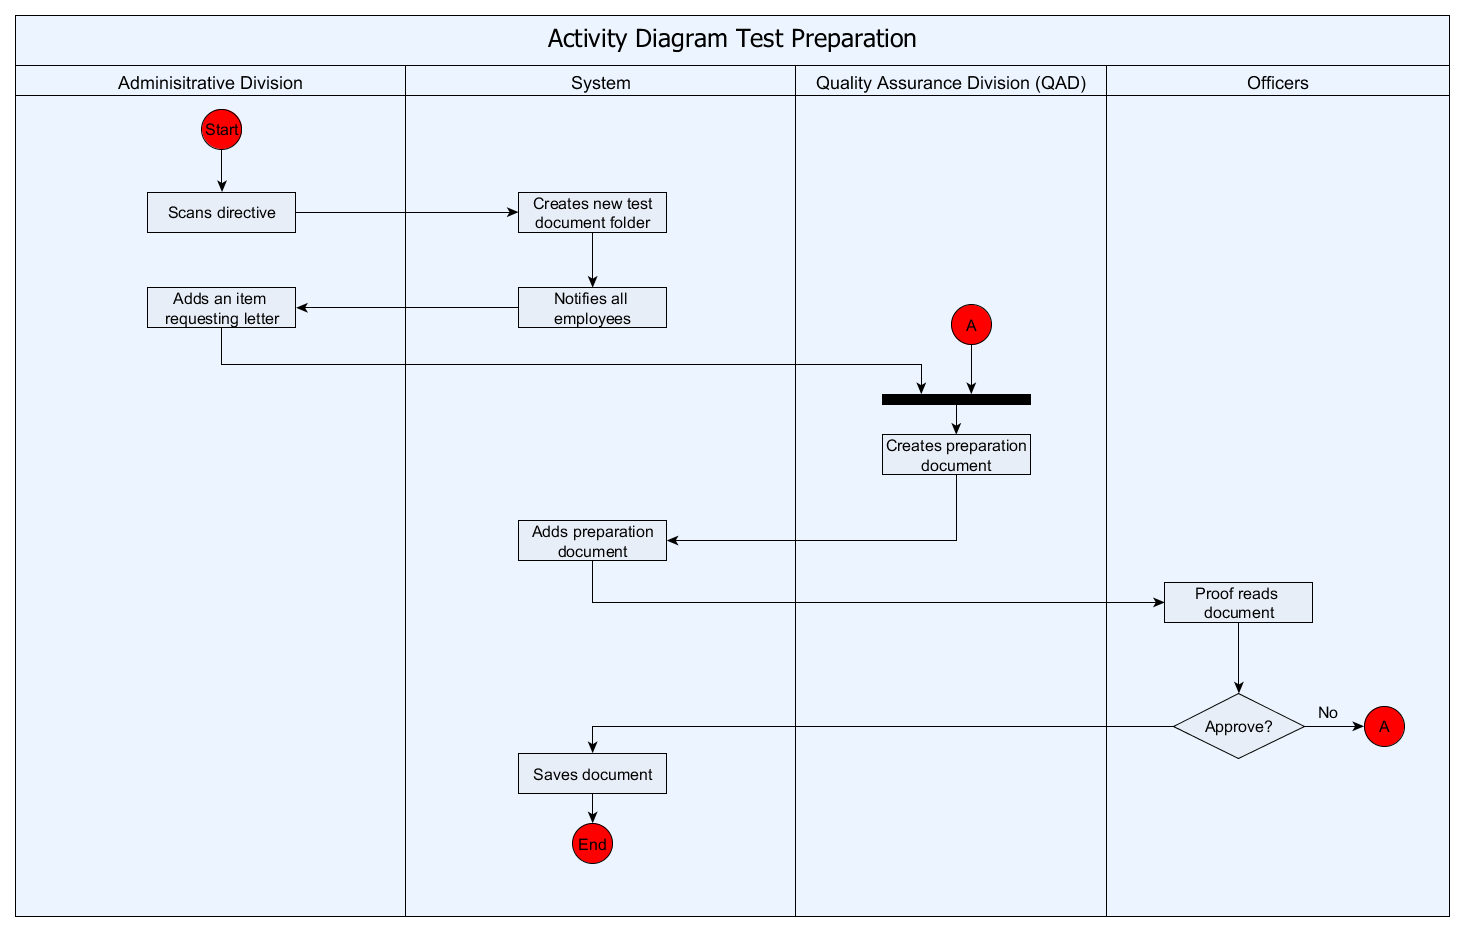 Activity Diagram Test Preparation
Adminisitrative Division
System
Quality Assurance Division (QAD)
Officers
Start
Scans directive
Creates new test
document folder
Adds an item
requesting letter
Notifies all
employees
A
Creates preparation
document
Adds preparation
document
Proof reads
document
Approve?
No
A
Saves document
End